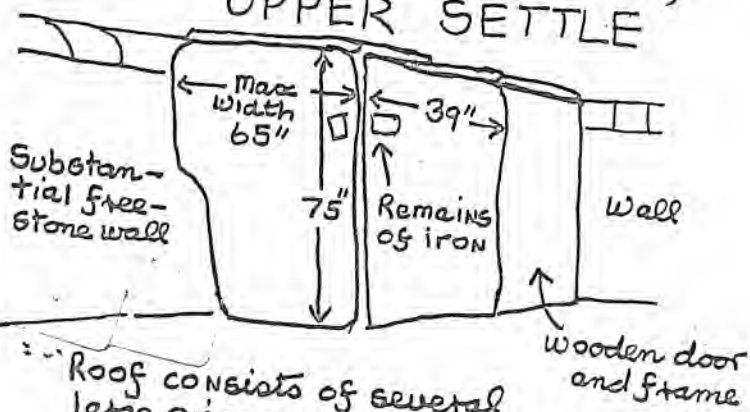 UPPER SETTLE
Max
width
65"
39"
Substan-
tial free-
stone wall
75"
Remains
of iron
Wall
wooden door
and frame
Roof consists of several